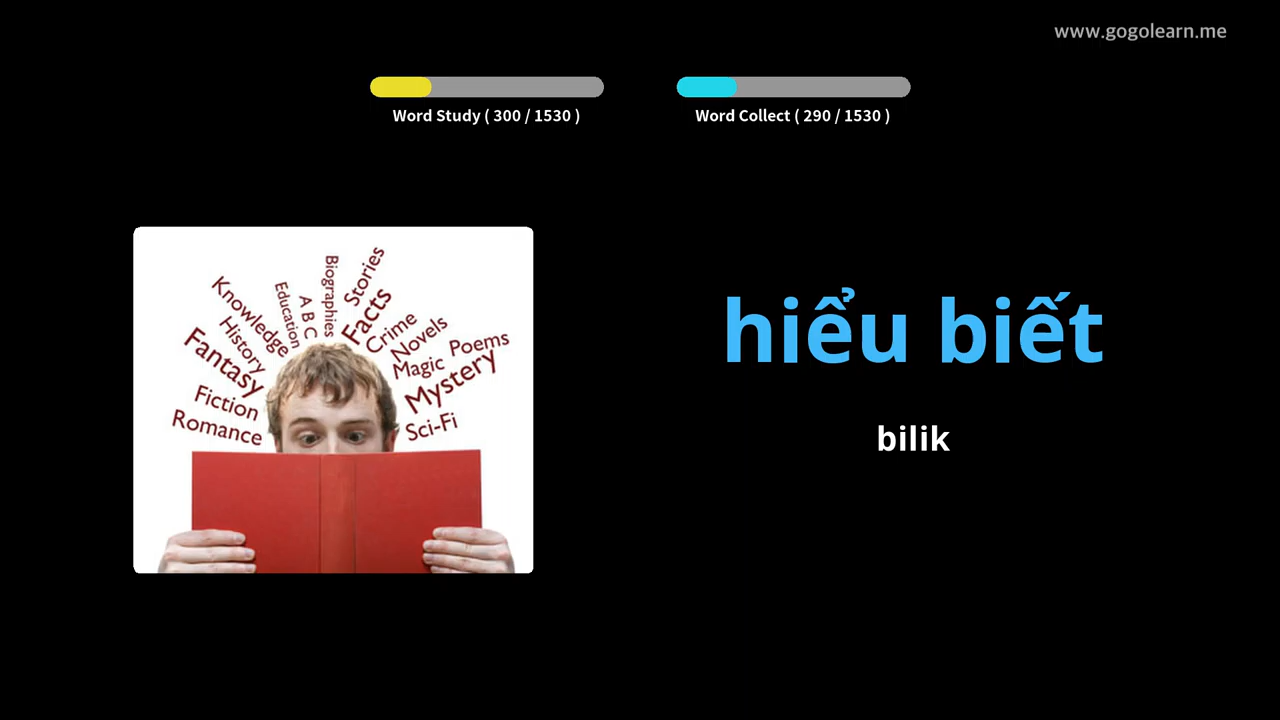 www.gogolearn.me
Word Study ( 300 / 1530 )
Word Collect ( 290 / 1530 )
Romance
Fiction
Fantasy
History
Knowledge
Education
A B C
Biographies
Stories
Facts
Crime
Novels
Magic
Poems
Mystery
Sci-Fi
hiểu biết
bilik